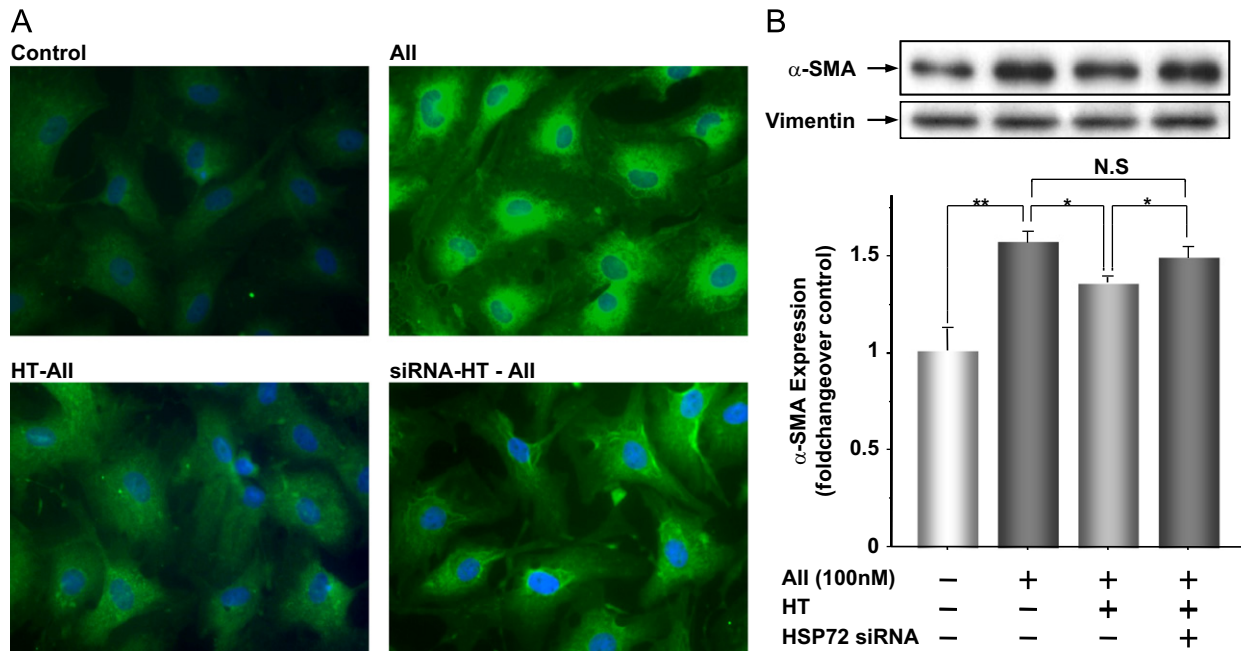 A
Control
AII
HT-AII
siRNA-HT - AII
B
α-SMA
Vimentin
N.S
** * *
α-SMA Expression
(foldchangeover control)
1.5
1
0.5
0
AII (100nM) – + + +
HT – – + +
HSP72 siRNA – – – +